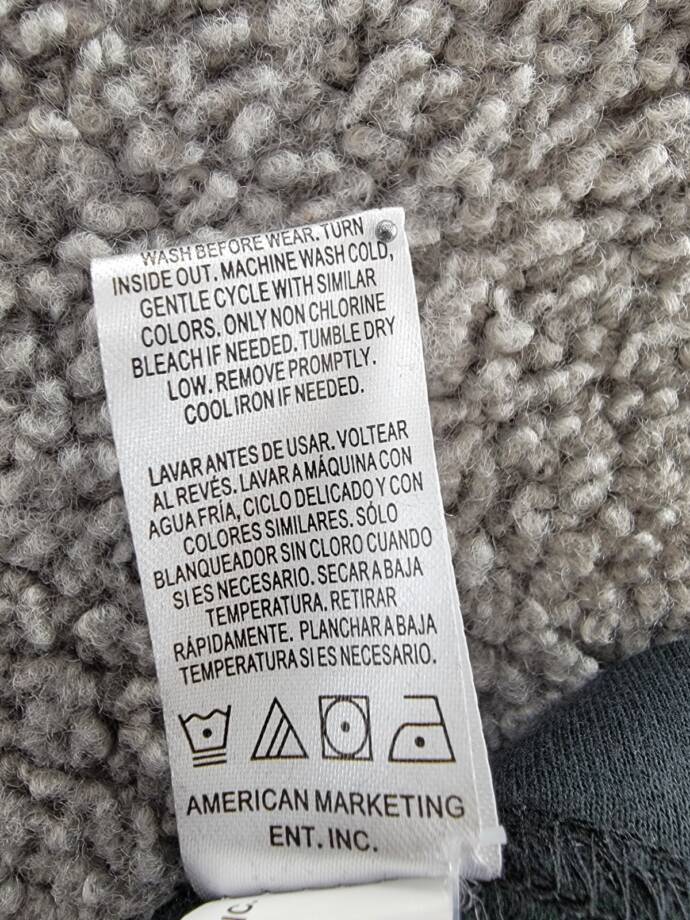 WASH BEFORE WEAR. TURN
INSIDE OUT. MACHINE WASH COLD,
GENTLE CYCLE WITH SIMILAR
COLORS. ONLY NON CHLORINE
BLEACH IF NEEDED. TUMBLE DRY
LOW. REMOVE PROMPTLY.
COOL IRON IF NEEDED.
LAVAR ANTES DE USAR. VOLTEAR
AL REVÉS. LAVAR A MÁQUINA CON
AGUA FRÍA, CICLO DELICADO Y CON
COLORES SIMILARES. SÓLO
BLANQUEADOR SIN CLORO CUANDO
SI ES NECESARIO. SECAR A BAJA
TEMPERATURA. RETIRAR
RÁPIDAMENTE. PLANCHAR A BAJA
TEMPERATURA SI ES NECESARIO.
AMERICAN MARKETING
ENT. INC.